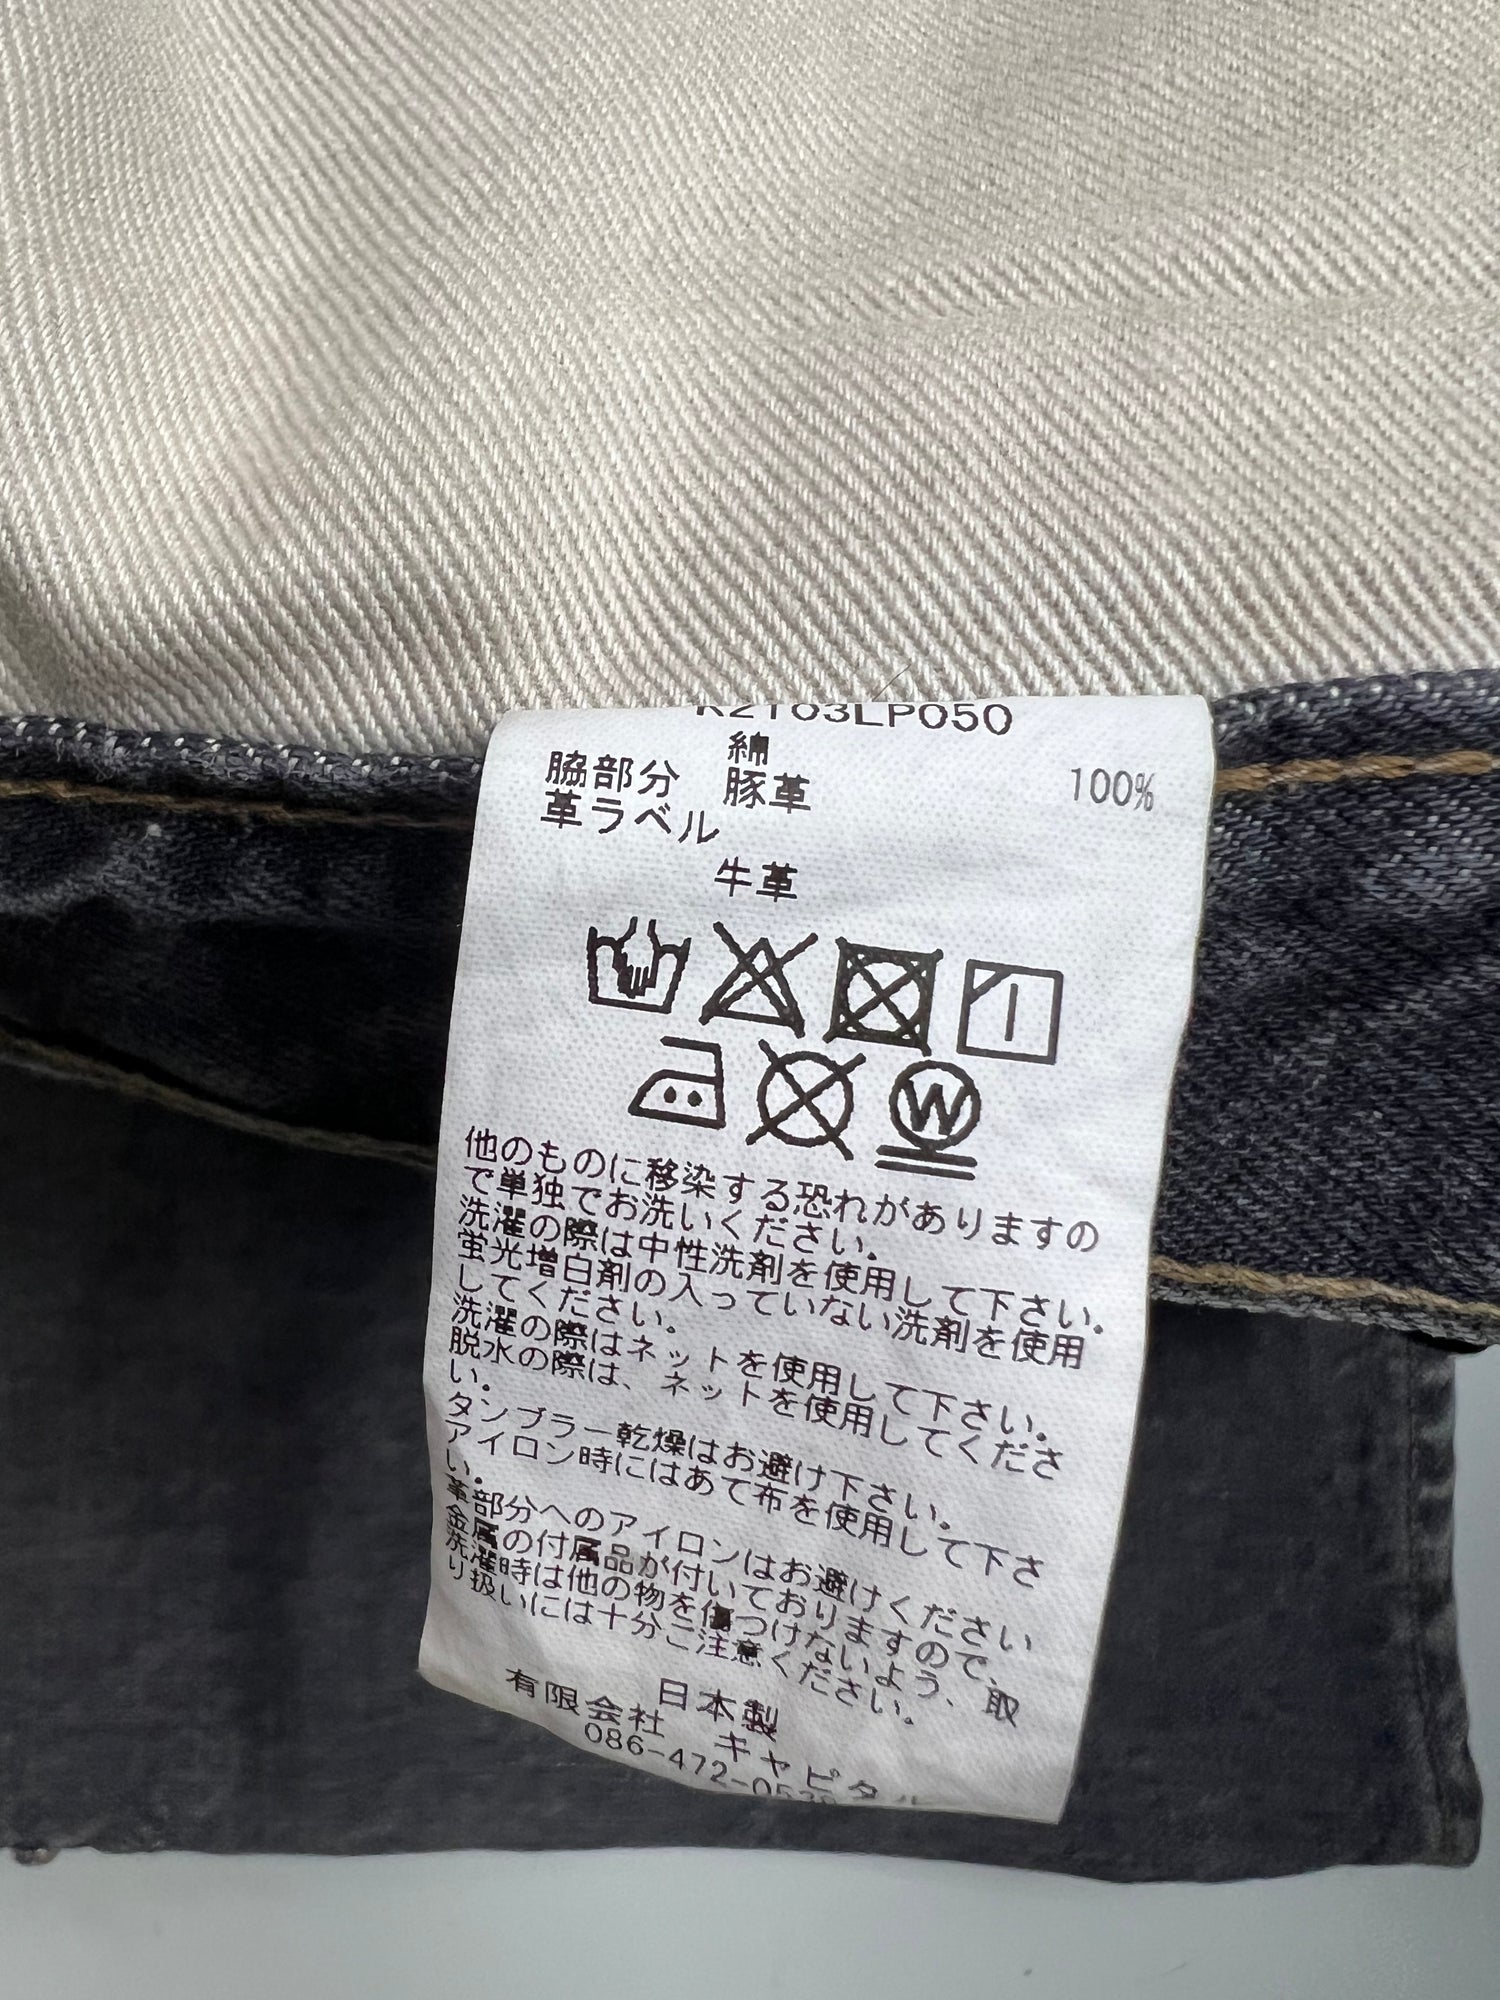 K2103LP050
綿 100%
脇部分 豚革
革ラベル
牛革
W
他のものに移染する恐れがありますの
で単独でお洗いください。
洗濯の際は中性洗剤を使用して下さい。
蛍光増白剤の入っていない洗剤を使用
してください。
洗濯の際はネットを使用して下さい。
脱水の際は、ネットを使用してくださ
い。
タンブラー乾燥はお避け下さい。
アイロン時にはあて布を使用して下さ
い。
革部分へのアイロンはお避けください
金属の付属品が付いておりますので、
洗濯時は他の物を傷つけないよう、取
り扱いには十分ご注意ください。
日本製
有限会社 キャピタル
086-472-0